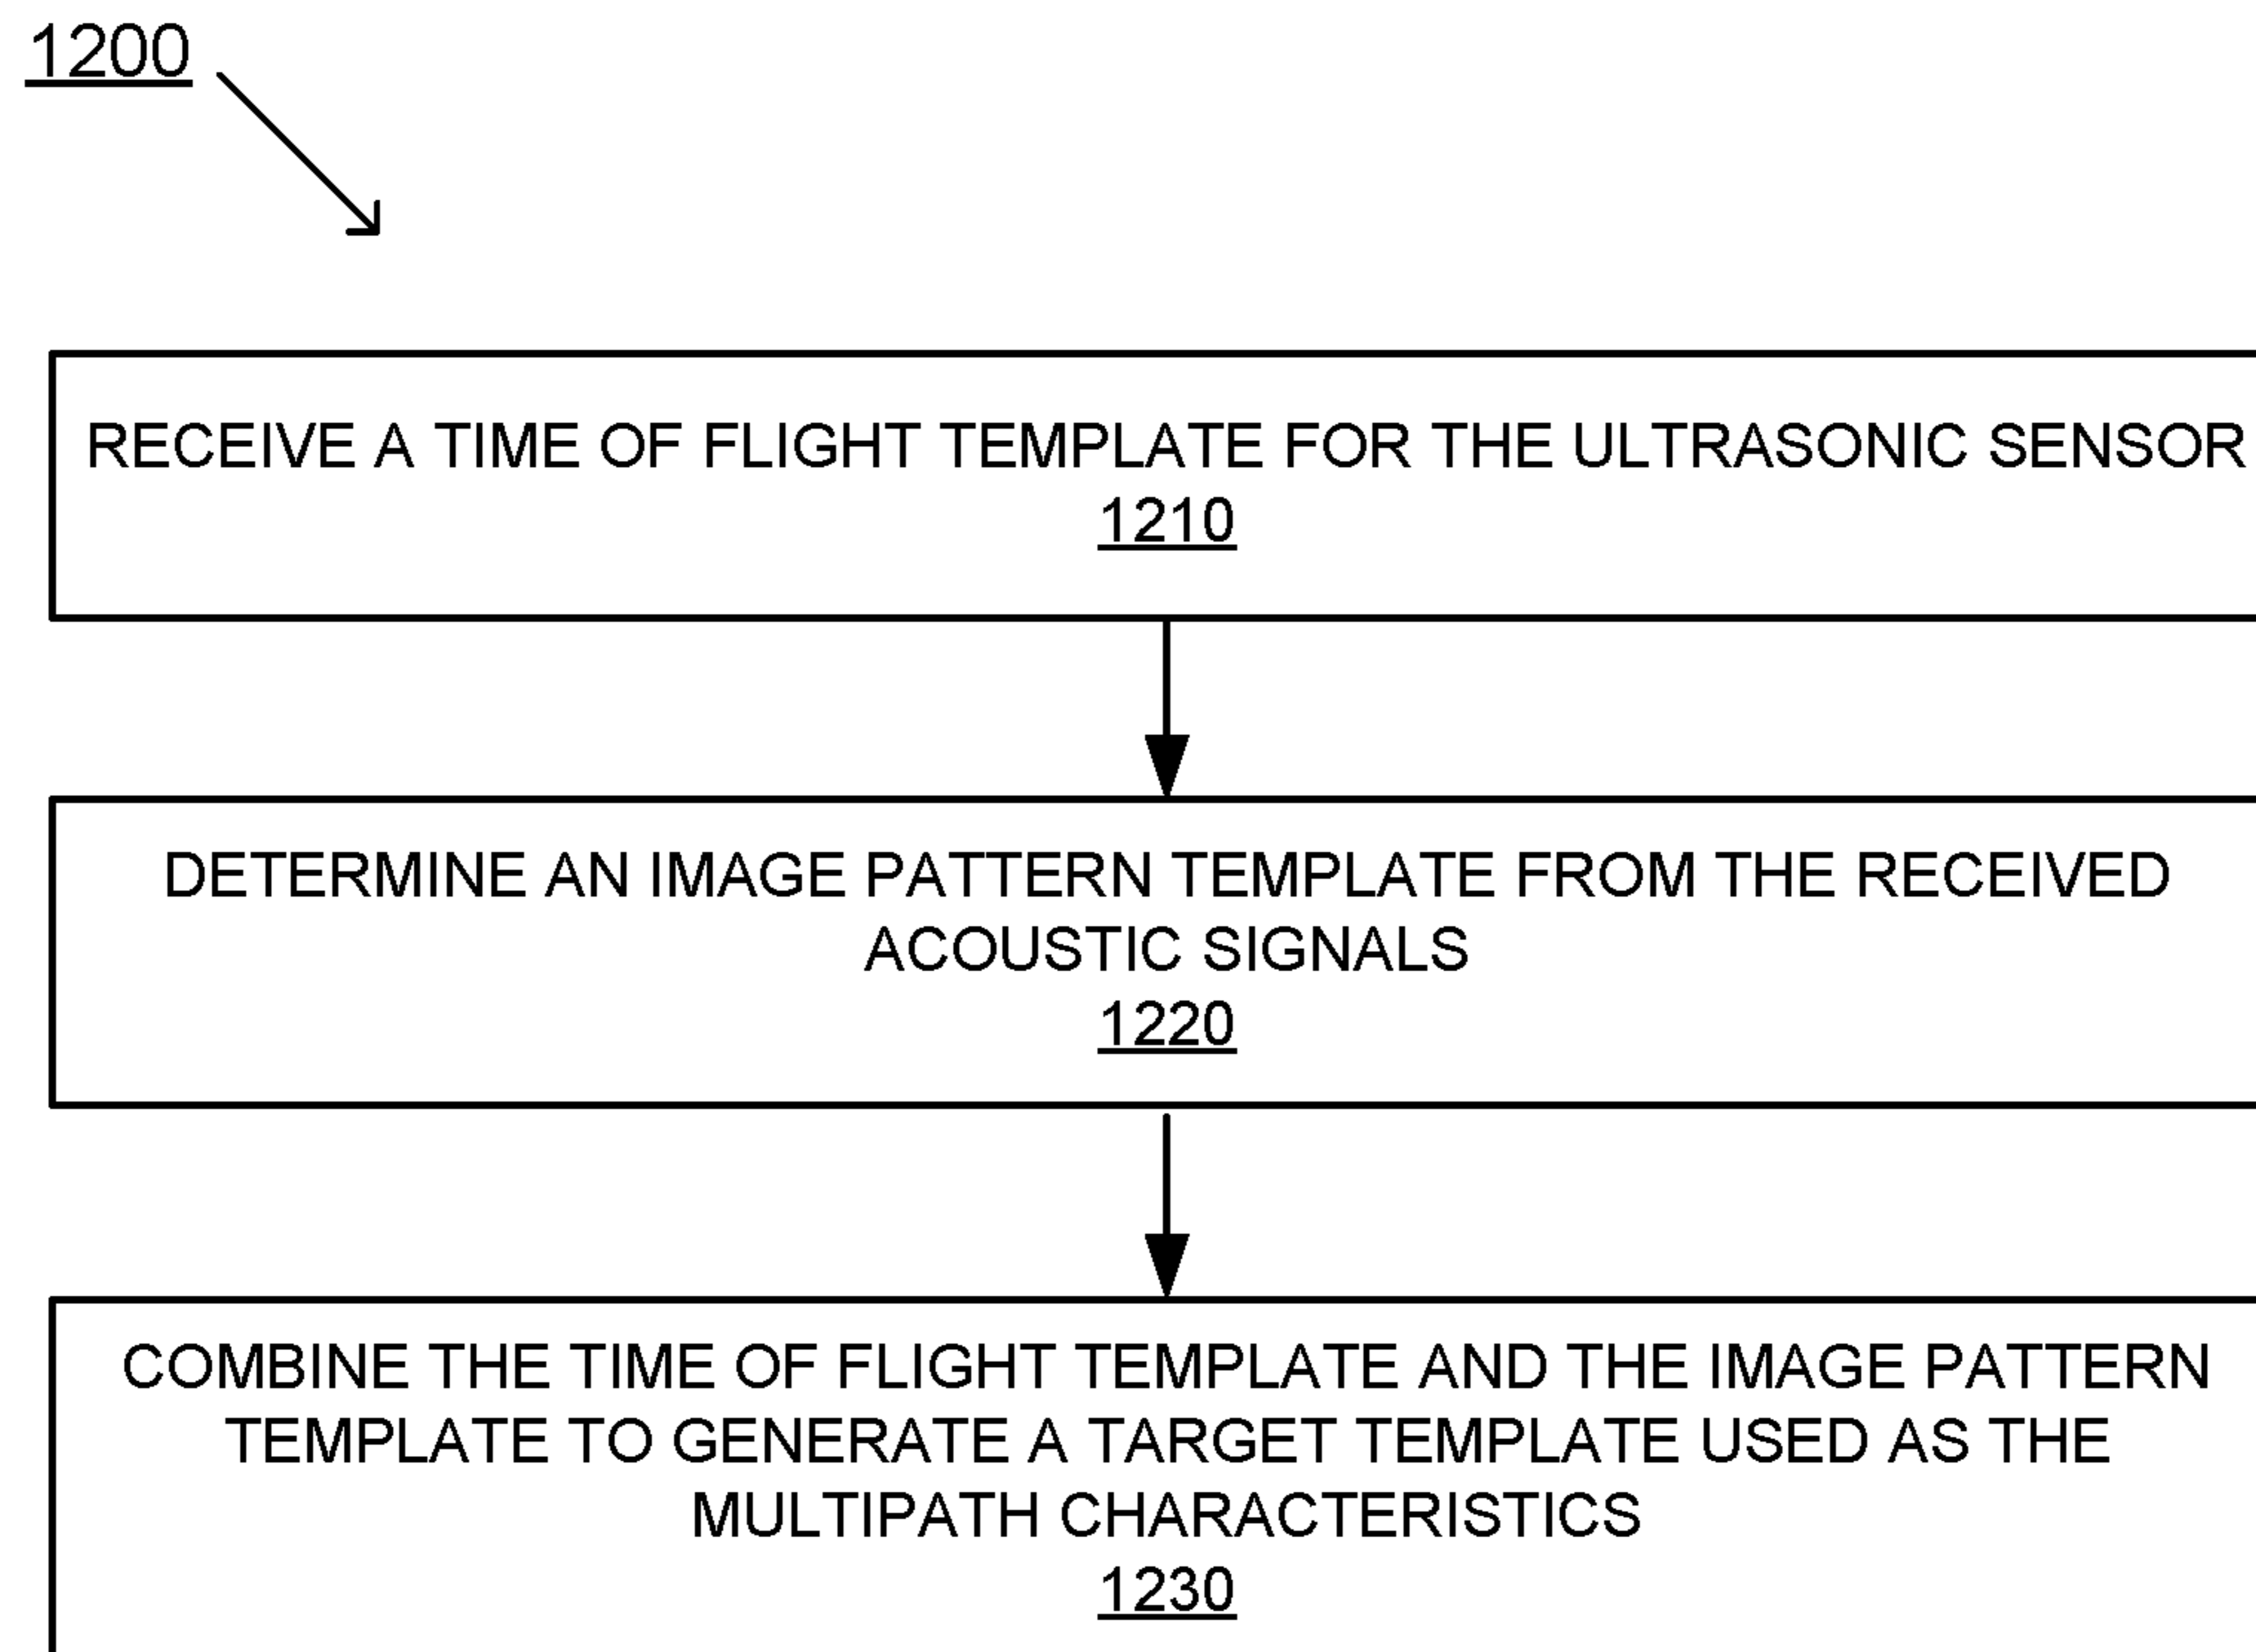 1200
RECEIVE A TIME OF FLIGHT TEMPLATE FOR THE ULTRASONIC SENSOR
1210
DETERMINE AN IMAGE PATTERN TEMPLATE FROM THE RECEIVED
ACOUSTIC SIGNALS
1220
COMBINE THE TIME OF FLIGHT TEMPLATE AND THE IMAGE PATTERN
TEMPLATE TO GENERATE A TARGET TEMPLATE USED AS THE
MULTIPATH CHARACTERISTICS
1230